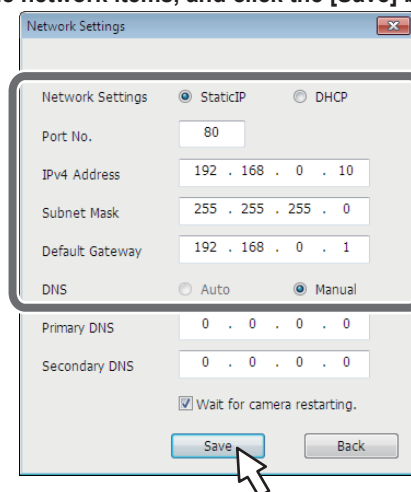 network items, and click the [Save]
Network Settings
Network Settings StaticIP DHCP
Port No. 80
IPv4 Address 192 . 168 . 0 . 10
Subnet Mask 255 . 255 . 255 . 0
Default Gateway 192 . 168 . 0 . 1
DNS Auto Manual
Primary DNS 0 . 0 . 0 . 0
Secondary DNS 0 . 0 . 0 . 0
Wait for camera restarting.
Save Back